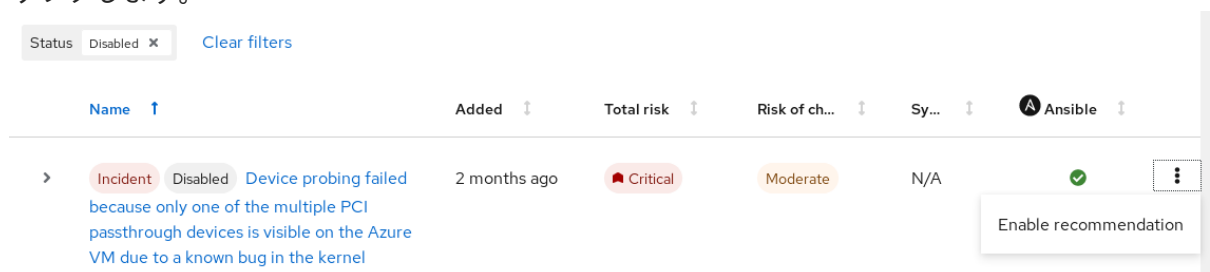 Status Disabled × Clear filters
Name ↑ Added Total risk Risk of ch... Sy... Ansible
Incident Disabled Device probing failed 2 months ago Critical Moderate N/A
because only one of the multiple PCI
passthrough devices is visible on the Azure
VM due to a known bug in the kernel
Enable recommendation